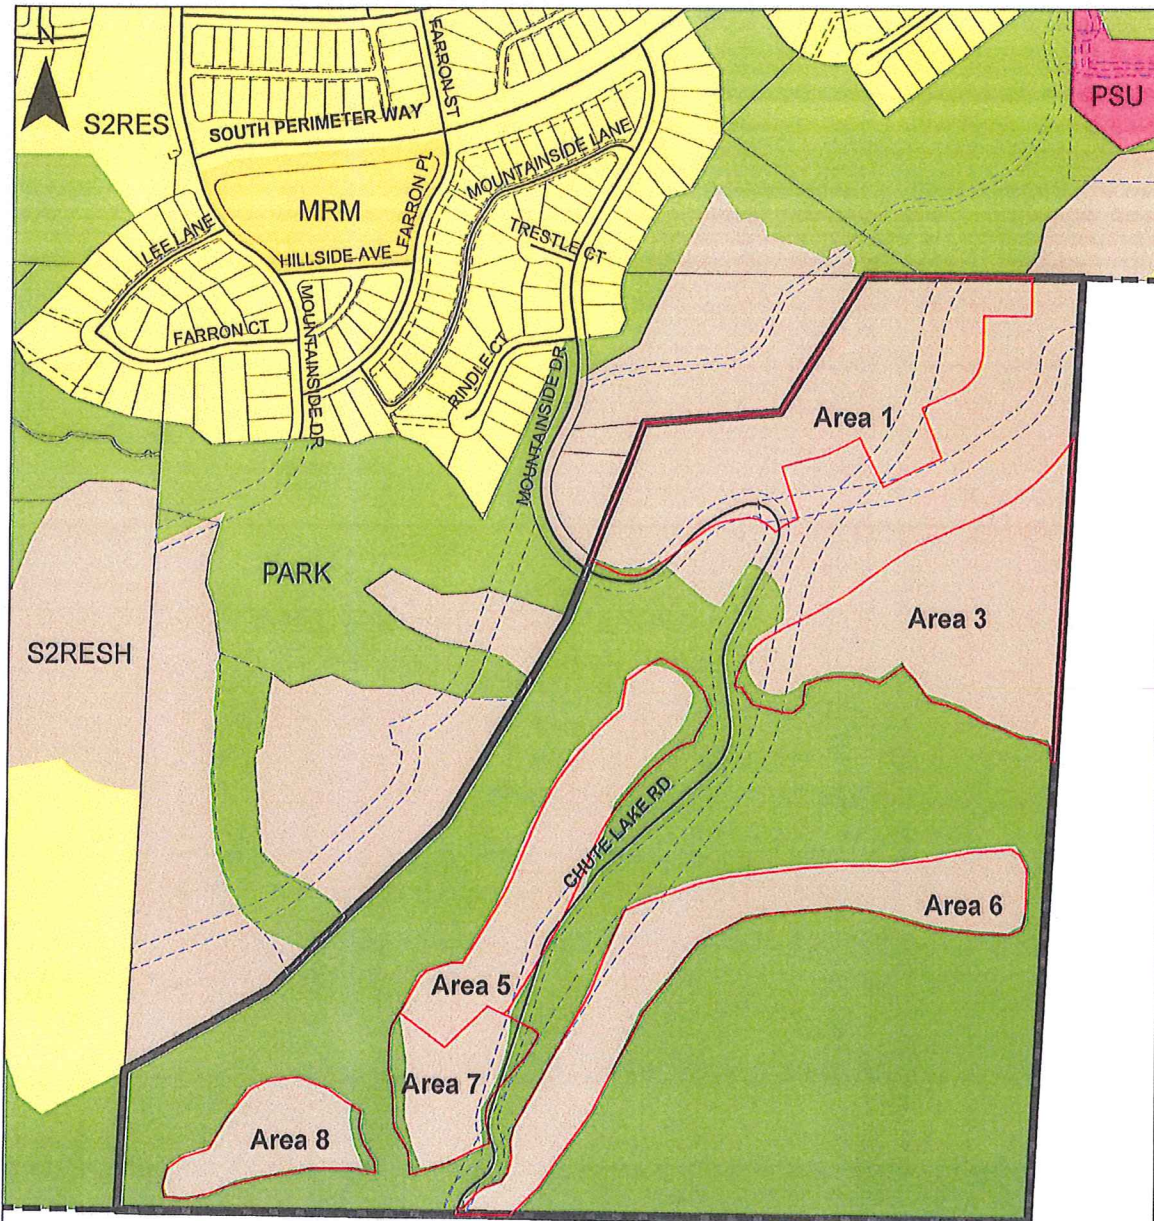 N
S2RES
SOUTH PERIMETER WAY
FARRON ST
PSU
MRM
FARRON PL
MOUNTAINSIDE LANE
LEE LANE
HILLSIDE AVE
TRESTLE CT
FARRON CT
MOUNTAINSIDE DR
RINDLE CT
MOUNTAINSIDE DR
Area 1
PARK
S2RESH
Area 3
CHUTE LAKE RD
Area 6
Area 5
Area 7
Area 8